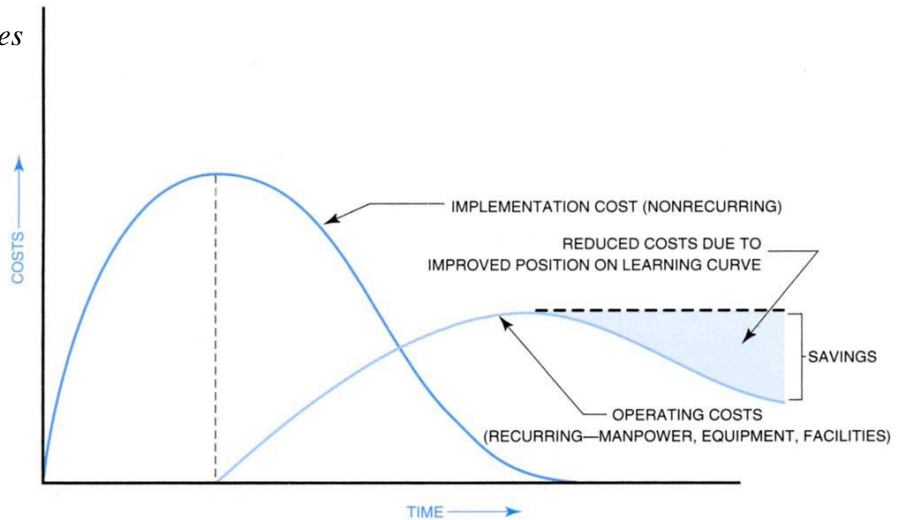 es
COSTS
IMPLEMENTATION COST (NONRECURRING)
REDUCED COSTS DUE TO
IMPROVED POSITION ON LEARNING CURVE
SAVINGS
OPERATING COSTS
(RECURRING—MANPOWER, EQUIPMENT, FACILITIES)
TIME